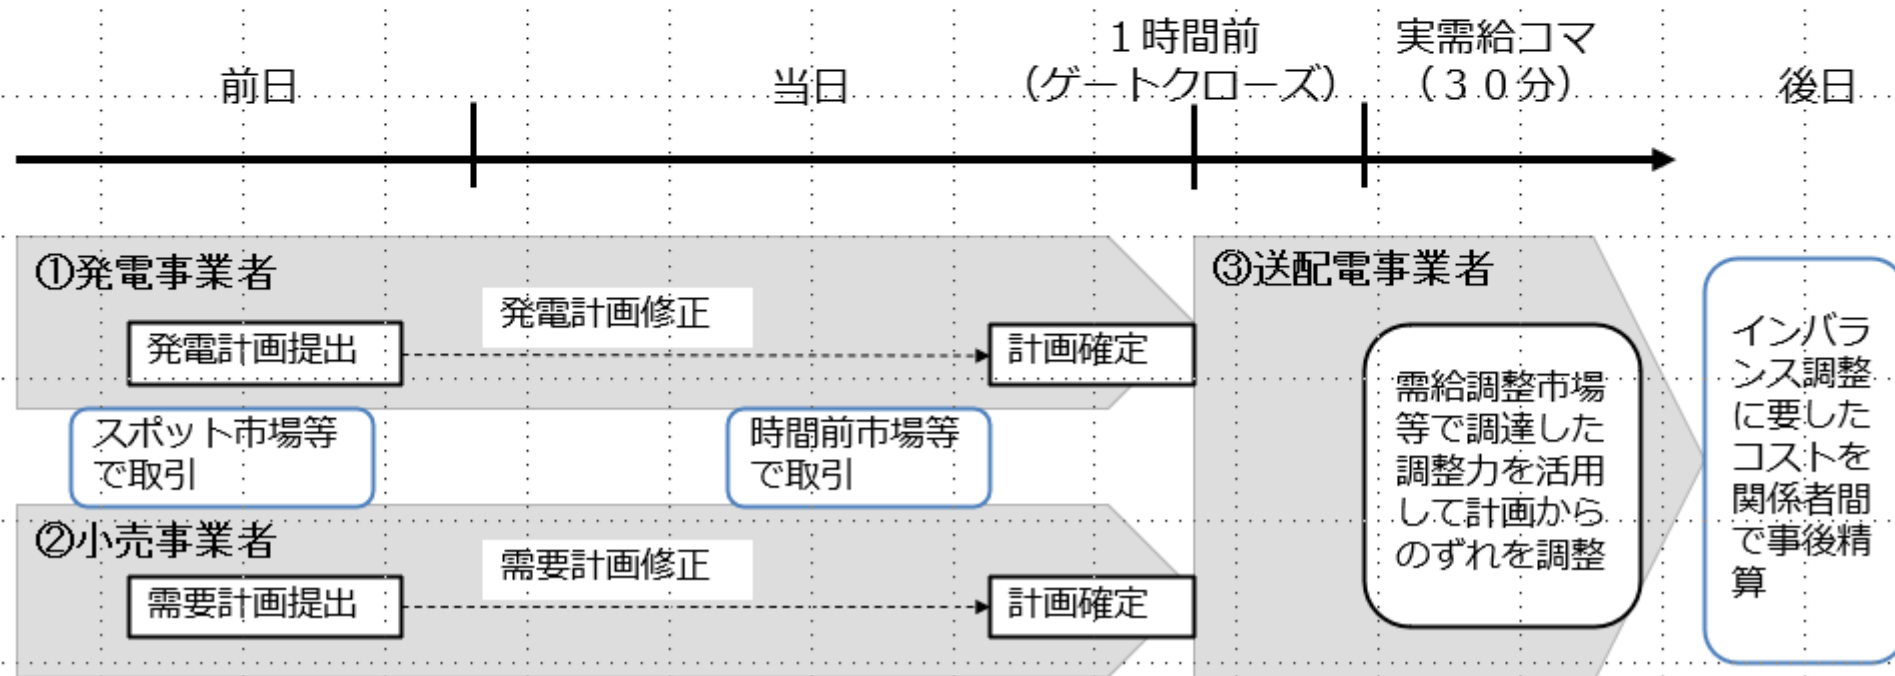 前日
当日
１時間前
（ゲートクローズ）
実需給コマ
（３０分）
後日
①発電事業者
発電計画提出
発電計画修正
計画確定
スポット市場等
で取引
時間前市場等
で取引
②小売事業者
需要計画提出
需要計画修正
計画確定
③送配電事業者
需給調整市場
等で調達した
調整力を活用
して計画から
のずれを調整
インバラ
ンス調整
に要した
コストを
関係者間
で事後精
算